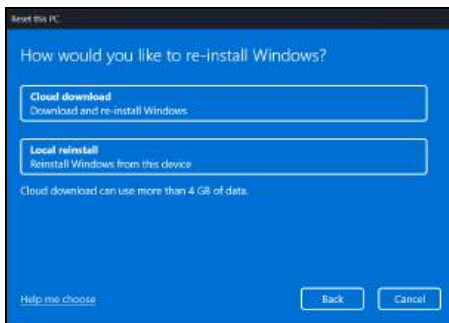 Reset this PC
How would you like to re-install Windows?
Cloud download
Download and re-install Windows
Local reinstall
Reinstall Windows from this device
Cloud download can use more than 4 GB of data.
Help me choose
Back
Cancel